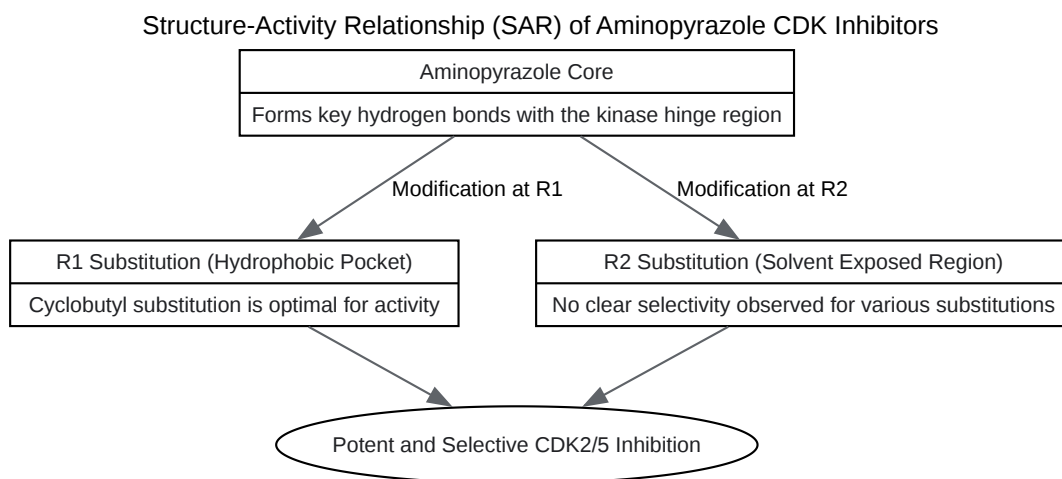 Structure-Activity Relationship (SAR) of Aminopyrazole CDK Inhibitors
Aminopyrazole Core
Forms key hydrogen bonds with the kinase hinge region
Modification at R1
Modification at R2
R1 Substitution (Hydrophobic Pocket)
Cyclobutyl substitution is optimal for activity
R2 Substitution (Solvent Exposed Region)
No clear selectivity observed for various substitutions
Potent and Selective CDK2/5 Inhibition